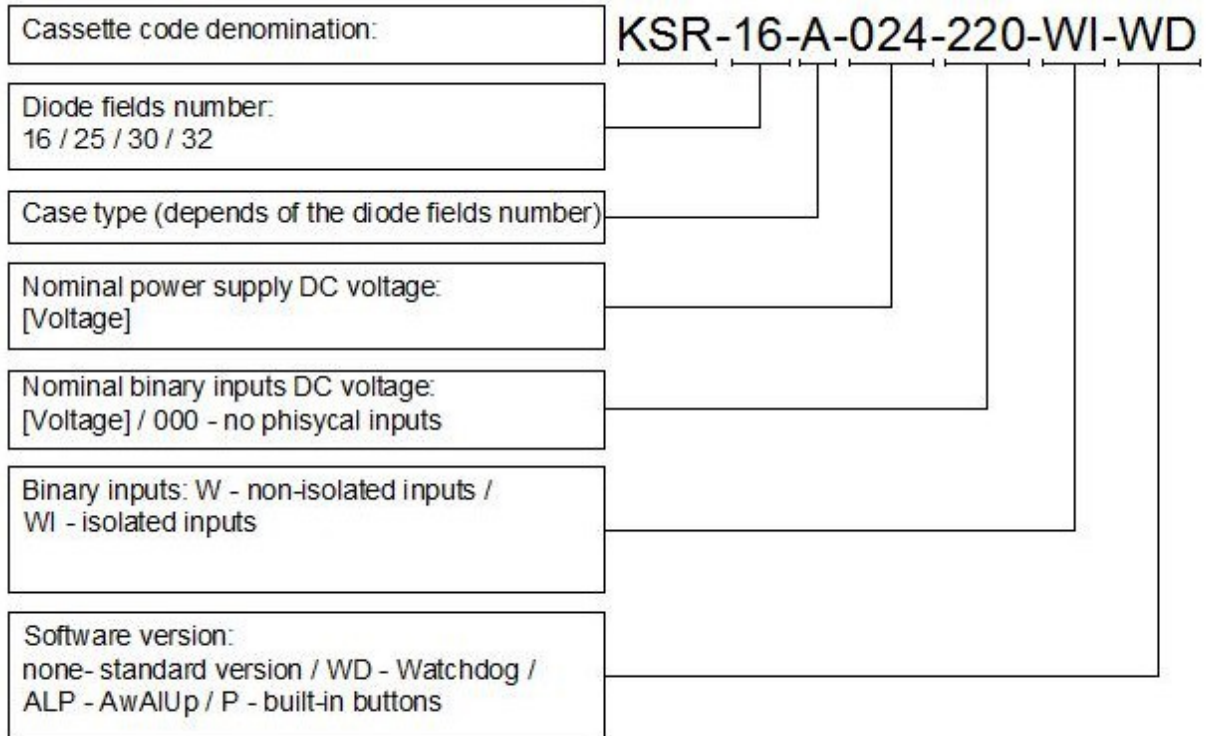 Cassette code denomination:
KSR-16-A-024-220-WI-WD
Diode fields number:
16 / 25 / 30 / 32
Case type (depends of the diode fields number)
Nominal power supply DC voltage:
[Voltage]
Nominal binary inputs DC voltage:
[Voltage] / 000 - no phisycal inputs
Binary inputs: W - non-isolated inputs /
WI - isolated inputs
Software version:
none- standard version / WD - Watchdog /
ALP - AwAlUp / P - built-in buttons